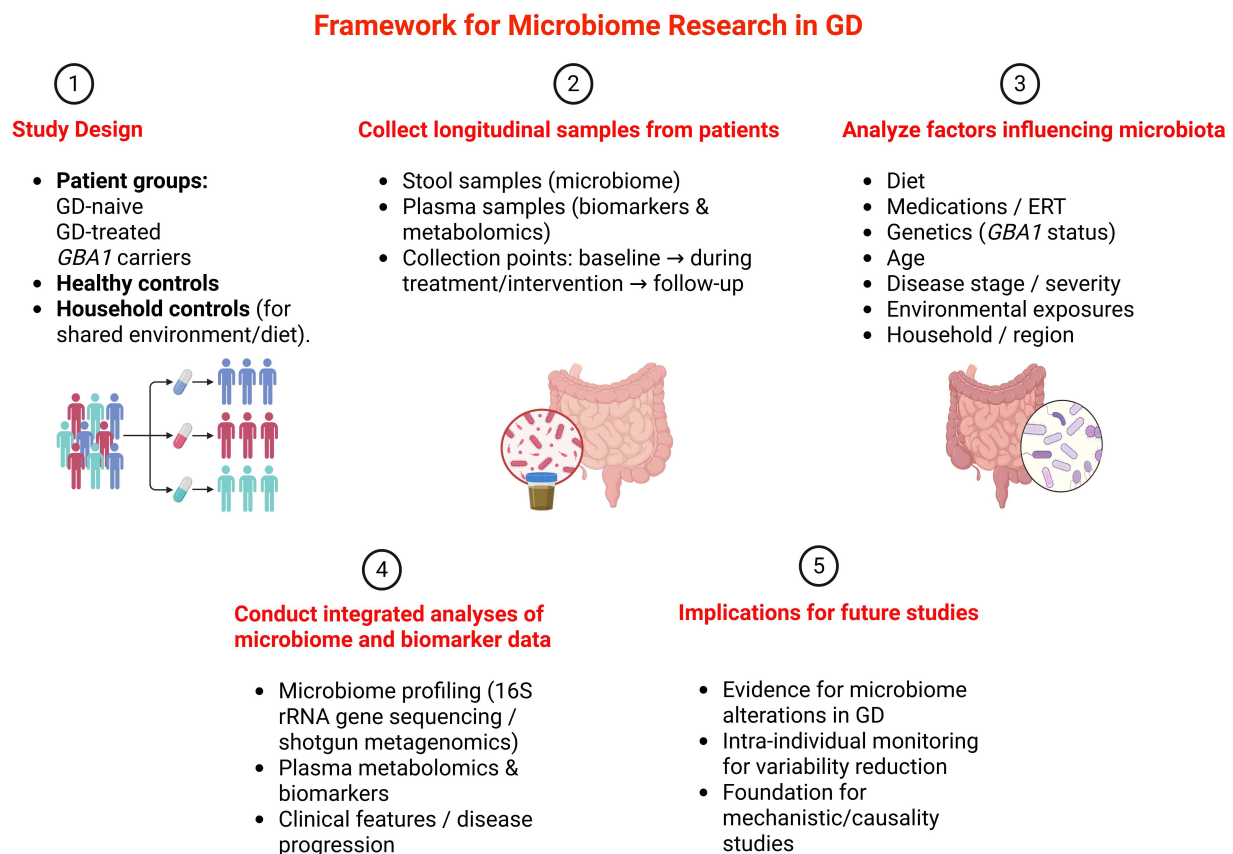 Framework for Microbiome Research in GD
1
Study Design
• Patient groups:
GD-naive
GD-treated
GBA1 carriers
• Healthy controls
• Household controls (for
shared environment/diet).
2
Collect longitudinal samples from patients
• Stool samples (microbiome)
• Plasma samples (biomarkers &
metabolomics)
• Collection points: baseline → during
treatment/intervention → follow-up
3
Analyze factors influencing microbiota
• Diet
• Medications / ERT
• Genetics (GBA1 status)
• Age
• Disease stage / severity
• Environmental exposures
• Household / region
4
Conduct integrated analyses of
microbiome and biomarker data
• Microbiome profiling (16S
rRNA gene sequencing /
shotgun metagenomics)
• Plasma metabolomics &
biomarkers
• Clinical features / disease
progression
5
Implications for future studies
• Evidence for microbiome
alterations in GD
• Intra-individual monitoring
for variability reduction
• Foundation for
mechanistic/causality
studies